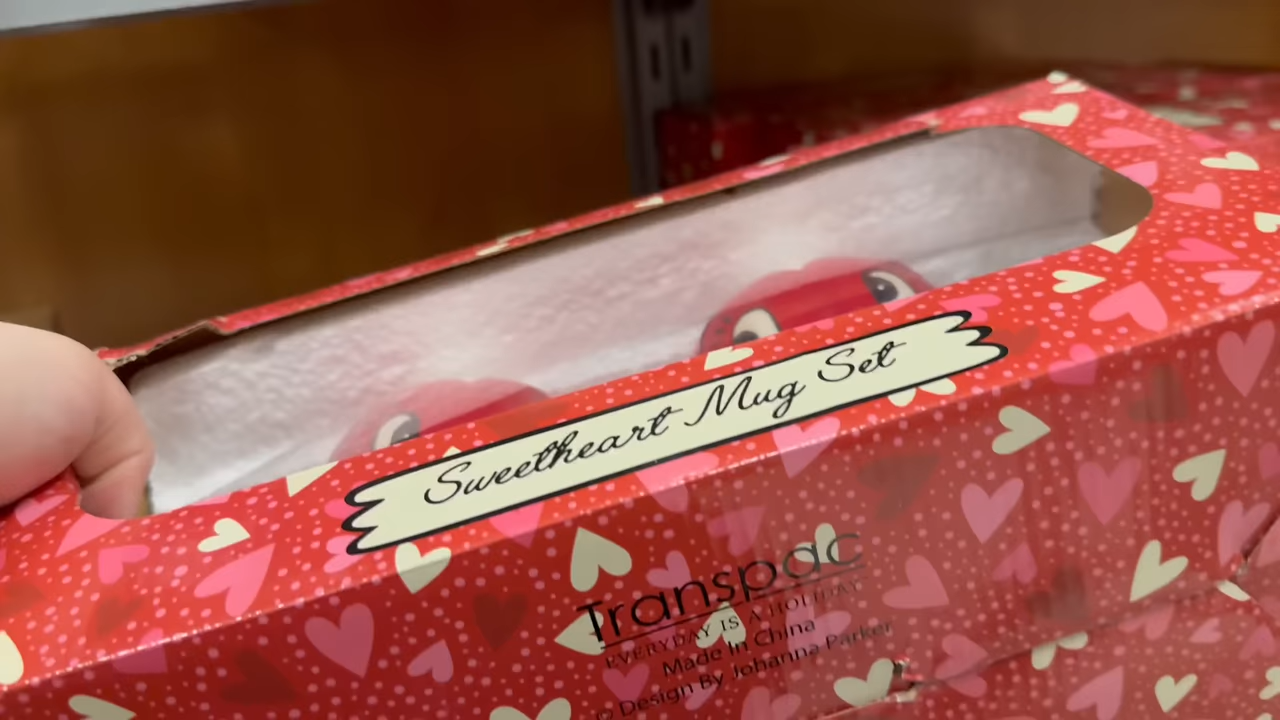 Sweetheart Mug Set
Transpac
EVERYDAY IS A HOLIDAY
Made In China
© Design By Johanna Parker